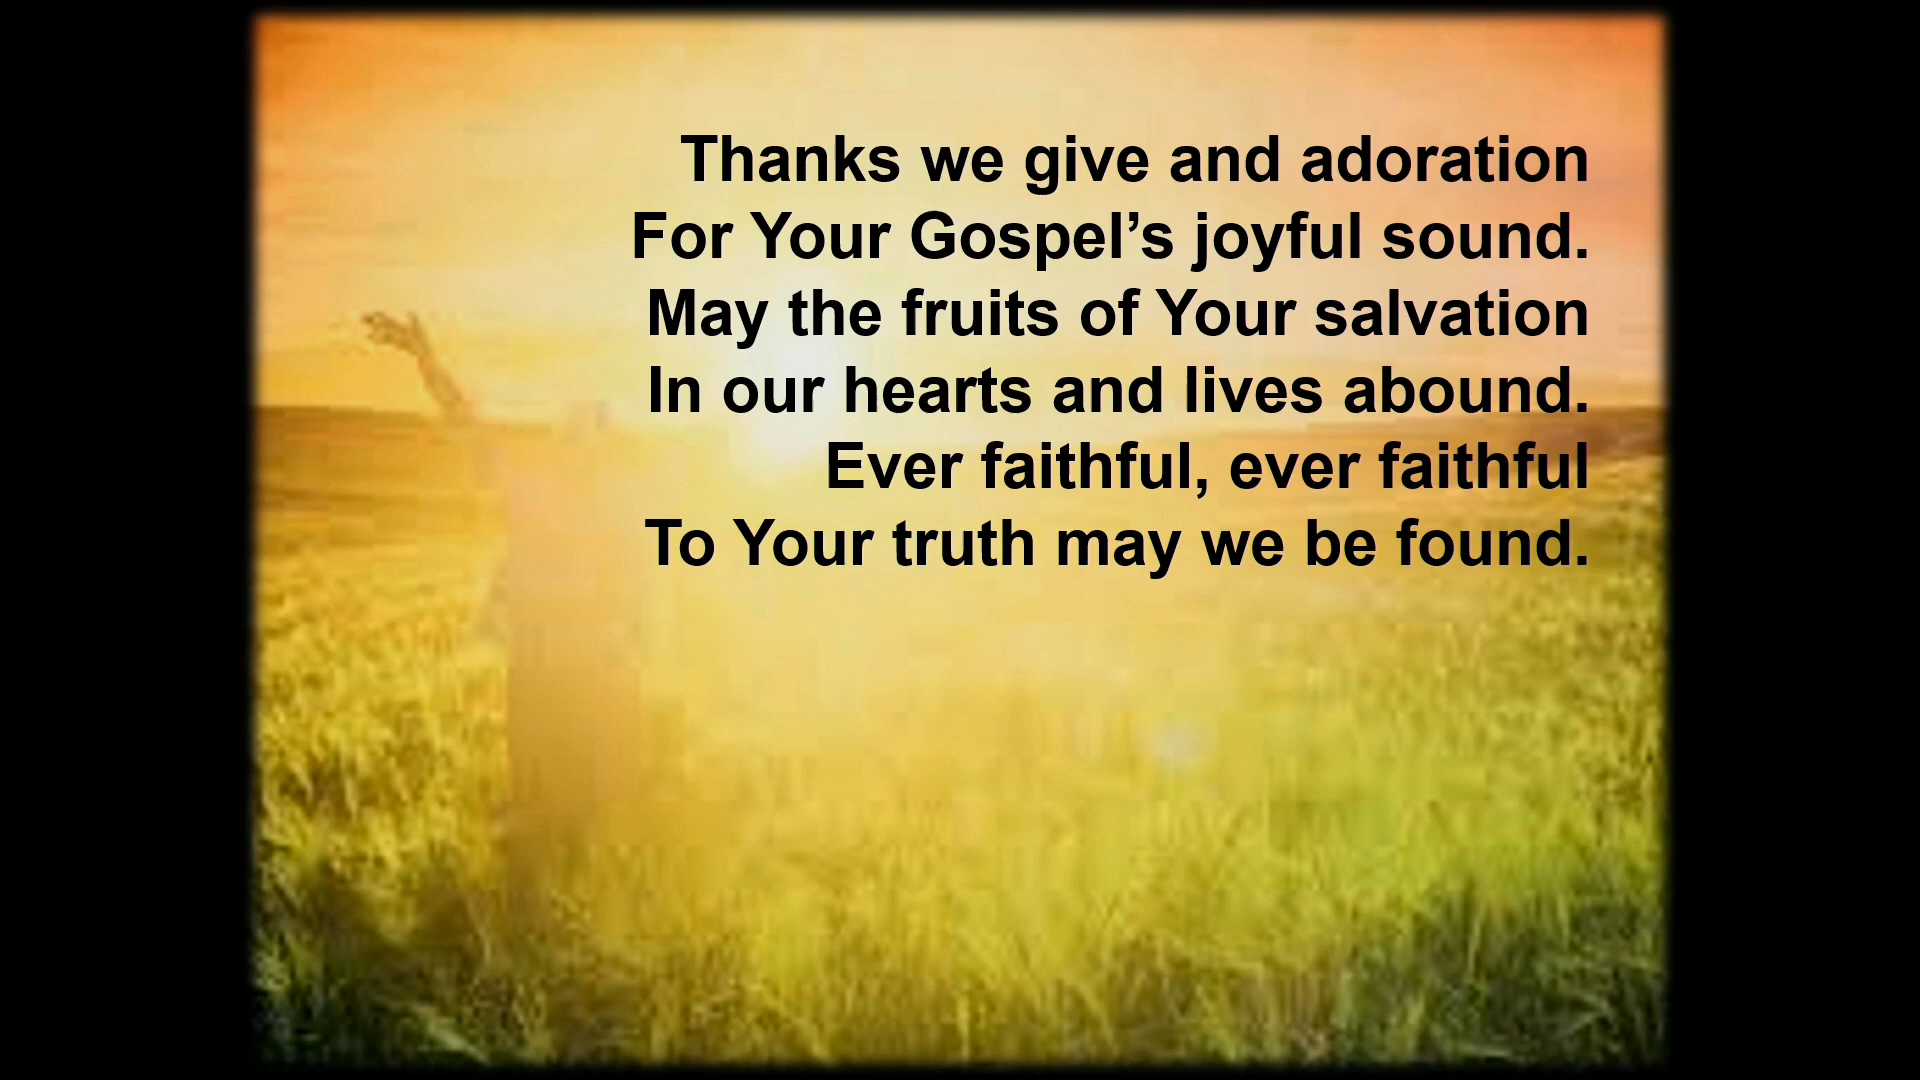 Thanks we give and adoration
For Your Gospel’s joyful sound.
May the fruits of Your salvation
In our hearts and lives abound.
Ever faithful, ever faithful
To Your truth may we be found.